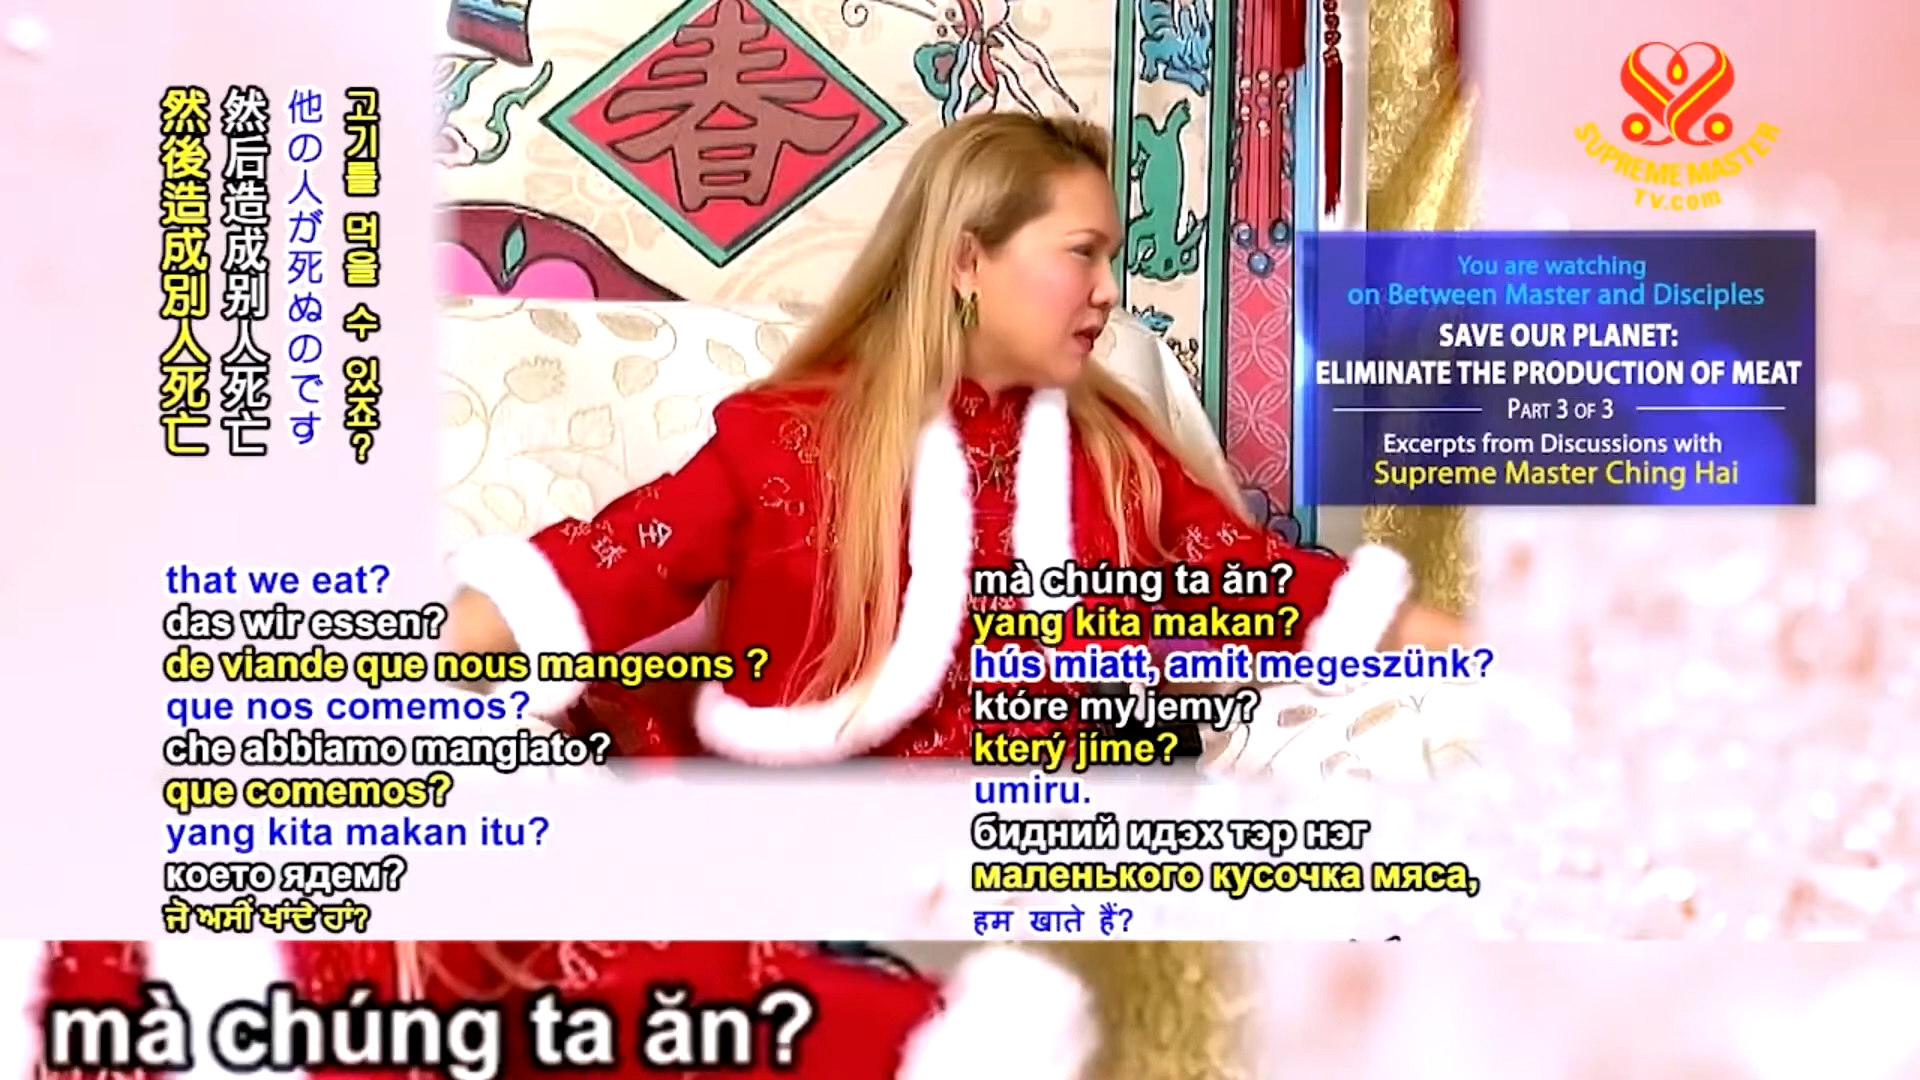 春
SUPREME MASTER
TV.com
고기를 먹을 수 있죠?
他の人が死ぬのです
然后造成别人死亡
然後造成別人死亡
You are watching
on Between Master and Disciples
SAVE OUR PLANET:
ELIMINATE THE PRODUCTION OF MEAT
PART 3 OF 3
Excerpts from Discussions with
Supreme Master Ching Hai
that we eat?
das wir essen?
de viande que nous mangeons ?
que nos comemos?
che abbiamo mangiato?
que comemos?
yang kita makan itu?
което ядем?
ਜੋ ਅਸੀਂ ਖਾਂਦੇ ਹਾਂ?
mà chúng ta ăn?
yang kita makan?
hús miatt, amit megeszünk?
które my jemy?
který jíme?
umiru.
бидний идэх тэр нэг
маленького кусочка мяса,
हम खाते हैं?
mà chúng ta ăn?